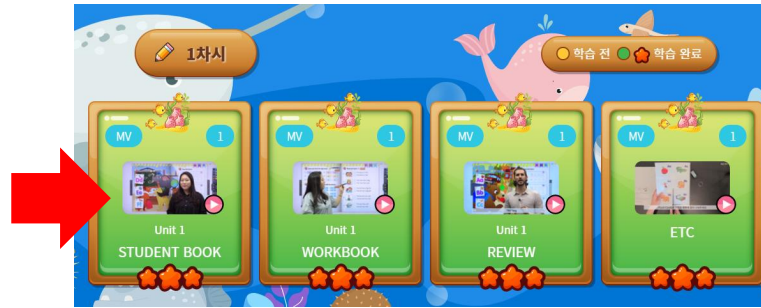 1차시
학습 전 학습 완료
MV 1
Unit 1
STUDENT BOOK
MV 1
Unit 1
WORKBOOK
MV 1
Unit 1
REVIEW
MV 1
ETC